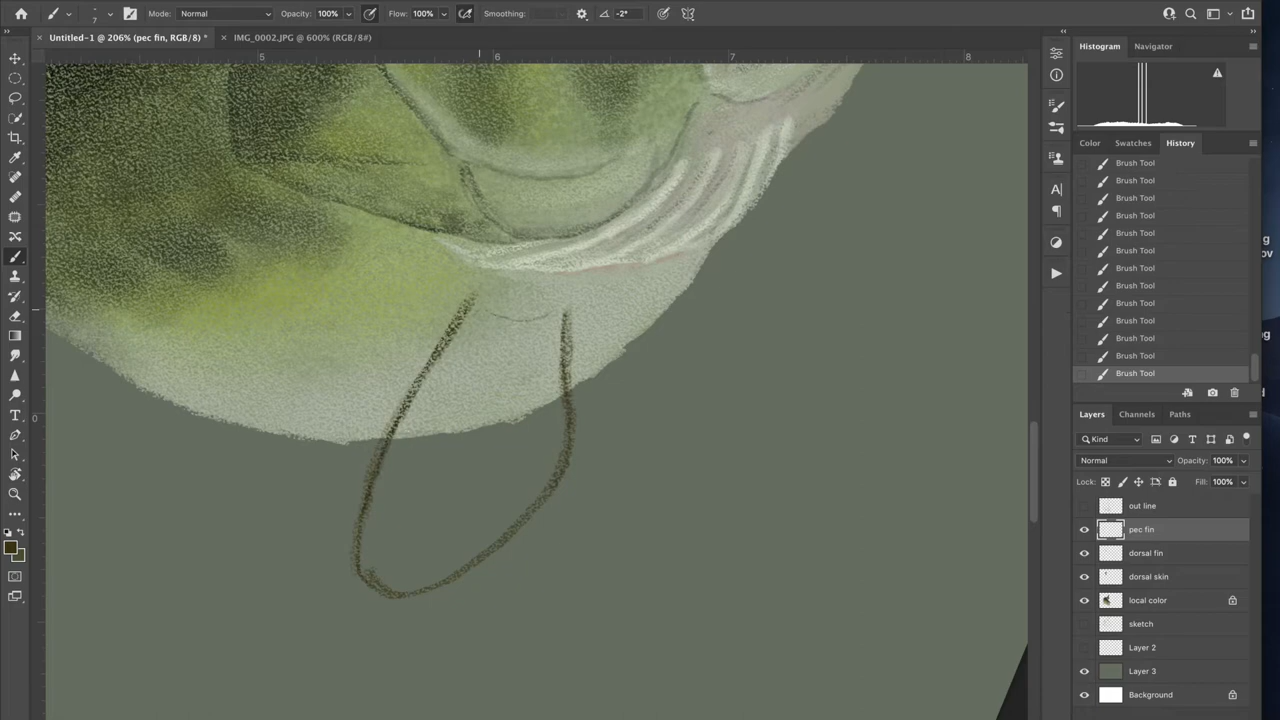 7 Mode: Normal Opacity: 100% Flow: 100% Smoothing: -2°
Untitled-1 @ 206% (pec fin, RGB/8) * IMG_0002.JPG @ 600% (RGB/8#)
5 6 7 8
0
Histogram Navigator
Color Swatches History
Brush Tool
Brush Tool
Brush Tool
Brush Tool
Brush Tool
Brush Tool
Brush Tool
Brush Tool
Brush Tool
Brush Tool
Brush Tool
Brush Tool
Brush Tool
Layers Channels Paths
Kind
Normal Opacity: 100%
Lock: Fill: 100%
out line
pec fin
dorsal fin
dorsal skin
local color
sketch
Layer 2
Layer 3
Background